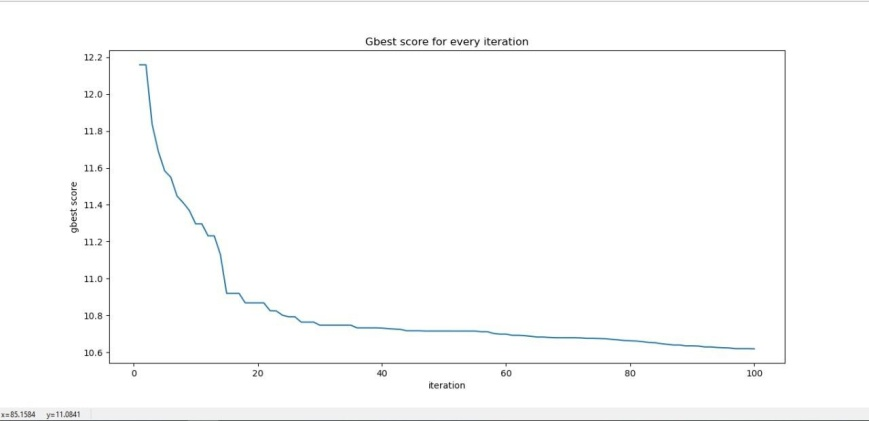 Gbest score for every iteration
12.2
12.0
11.8
11.6
11.4
11.2
11.0
10.8
10.6
gbest score
0 20 40 60 80 100
iteration
x=85.1584 y=11.0841